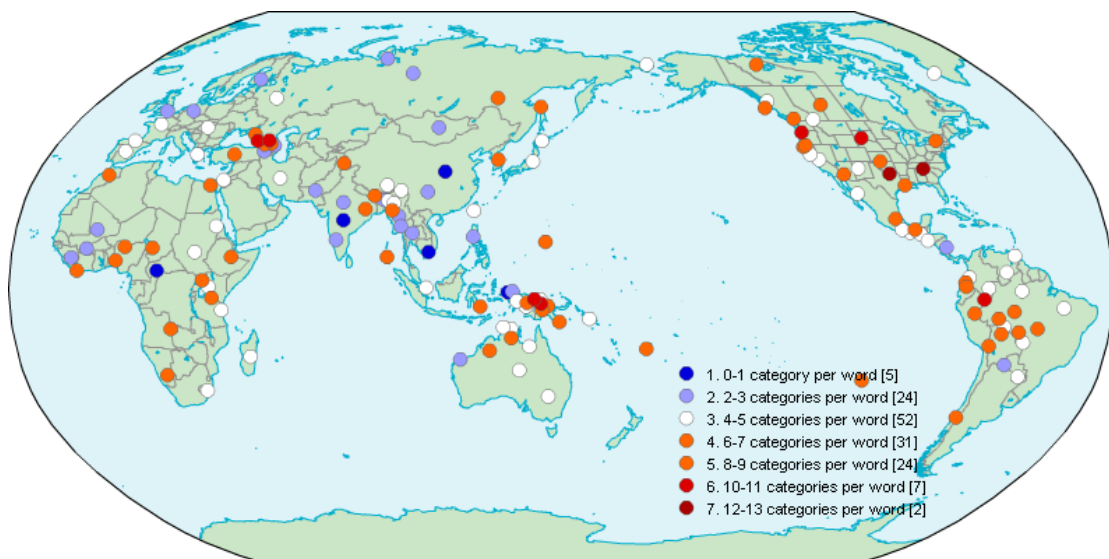 1. 0-1 category per word [5]
2. 2-3 categories per word [24]
3. 4-5 categories per word [52]
4. 6-7 categories per word [31]
5. 8-9 categories per word [24]
6. 10-11 categories per word [7]
7. 12-13 categories per word [2]